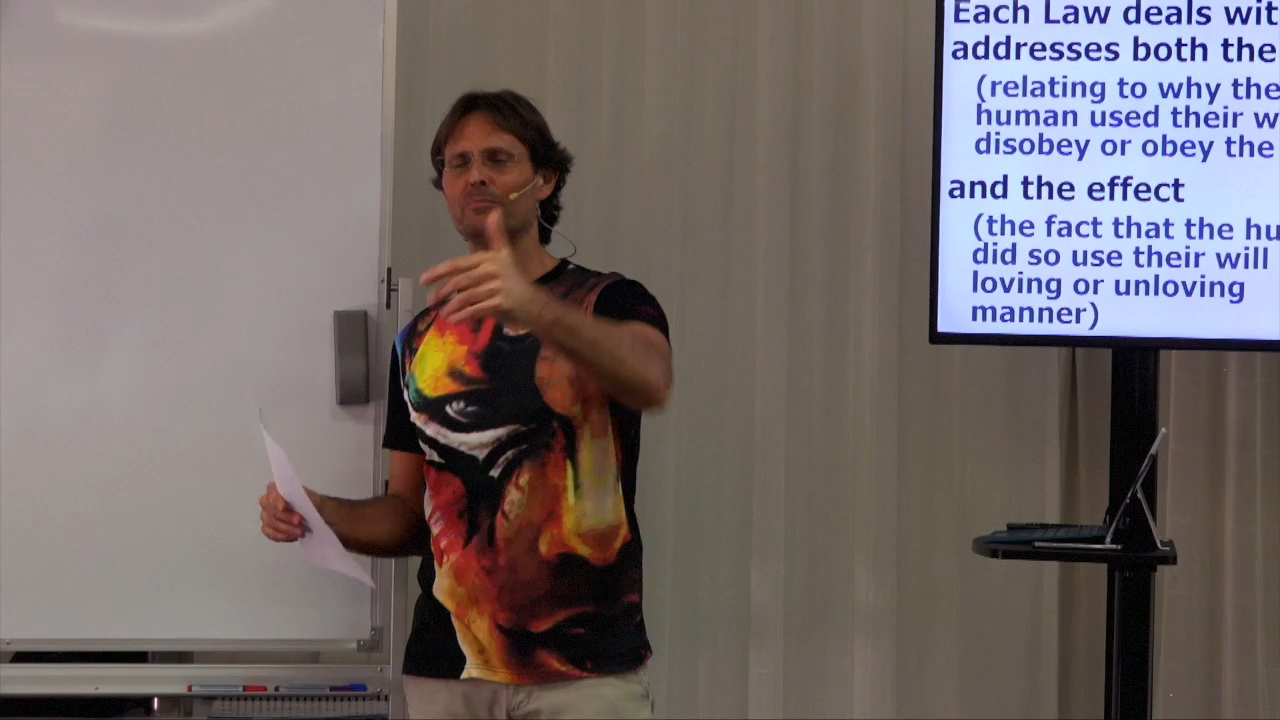 Each Law deals wit
addresses both the
(relating to why the
human used their w
disobey or obey the
and the effect
(the fact that the hu
did so use their will
loving or unloving
manner)